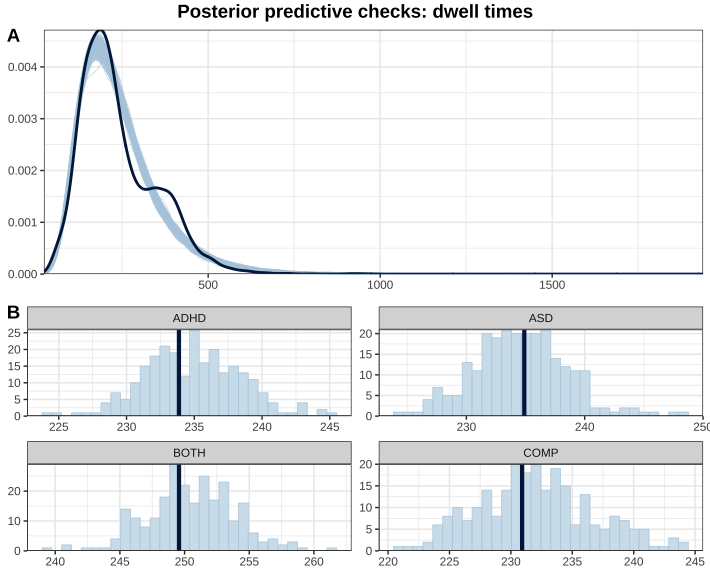 Posterior predictive checks: dwell times
A
0.004
0.003
0.002
0.001
0.000
500 1000 1500
B
ADHD ASD
25
20
15
10
5
0
225 230 235 240 245
20
15
10
5
0
230 240 250
BOTH COMP
20
10
0
240 245 250 255 260
20
15
10
5
0
220 225 230 235 240 245